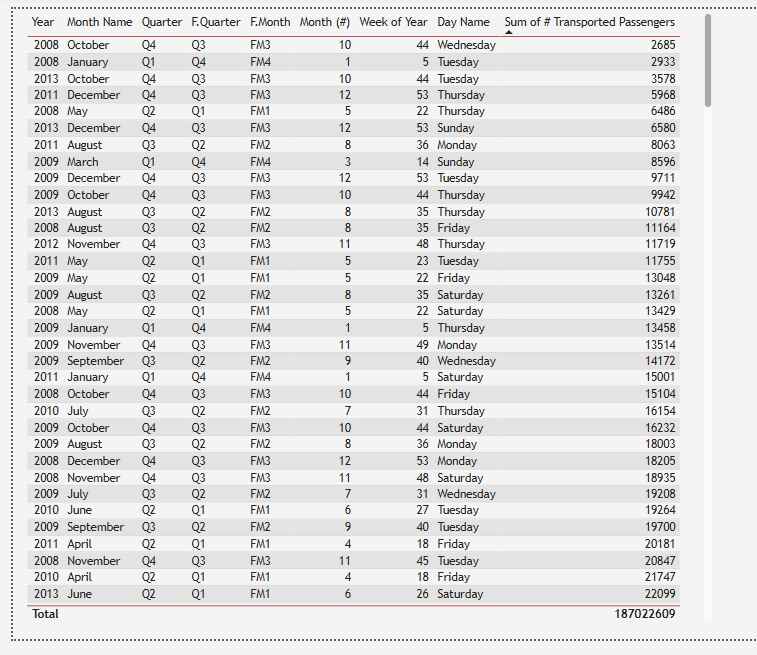 Year Month Name Quarter F.Quarter F.Month Month (#) Week of Year Day Name Sum of # Transported Passengers
2008 October Q4 Q3 FM3 10 44 Wednesday 2685
2008 January Q1 Q4 FM4 1 5 Tuesday 2933
2013 October Q4 Q3 FM3 10 44 Tuesday 3578
2011 December Q4 Q3 FM3 12 53 Thursday 5968
2008 May Q2 Q1 FM1 5 22 Thursday 6486
2013 December Q4 Q3 FM3 12 53 Sunday 6580
2011 August Q3 Q2 FM2 8 36 Monday 8063
2009 March Q1 Q4 FM4 3 14 Sunday 8596
2009 December Q4 Q3 FM3 12 53 Tuesday 9711
2009 October Q4 Q3 FM3 10 44 Thursday 9942
2013 August Q3 Q2 FM2 8 35 Thursday 10781
2008 August Q3 Q2 FM2 8 35 Friday 11164
2012 November Q4 Q3 FM3 11 48 Thursday 11719
2011 May Q2 Q1 FM1 5 23 Tuesday 11755
2009 May Q2 Q1 FM1 5 22 Friday 13048
2009 August Q3 Q2 FM2 8 35 Saturday 13261
2008 May Q2 Q1 FM1 5 22 Saturday 13429
2009 January Q1 Q4 FM4 1 5 Thursday 13458
2009 November Q4 Q3 FM3 11 49 Monday 13514
2009 September Q3 Q2 FM2 9 40 Wednesday 14172
2011 January Q1 Q4 FM4 1 5 Saturday 15001
2008 October Q4 Q3 FM3 10 44 Friday 15104
2010 July Q3 Q2 FM2 7 31 Thursday 16154
2009 October Q4 Q3 FM3 10 44 Saturday 16232
2009 August Q3 Q2 FM2 8 36 Monday 18003
2008 December Q4 Q3 FM3 12 53 Monday 18205
2008 November Q4 Q3 FM3 11 48 Saturday 18935
2009 July Q3 Q2 FM2 7 31 Wednesday 19208
2010 June Q2 Q1 FM1 6 27 Tuesday 19264
2009 September Q3 Q2 FM2 9 40 Tuesday 19700
2011 April Q2 Q1 FM1 4 18 Friday 20181
2008 November Q4 Q3 FM3 11 45 Tuesday 20847
2010 April Q2 Q1 FM1 4 18 Friday 21747
2013 June Q2 Q1 FM1 6 26 Saturday 22099
Total 187022609